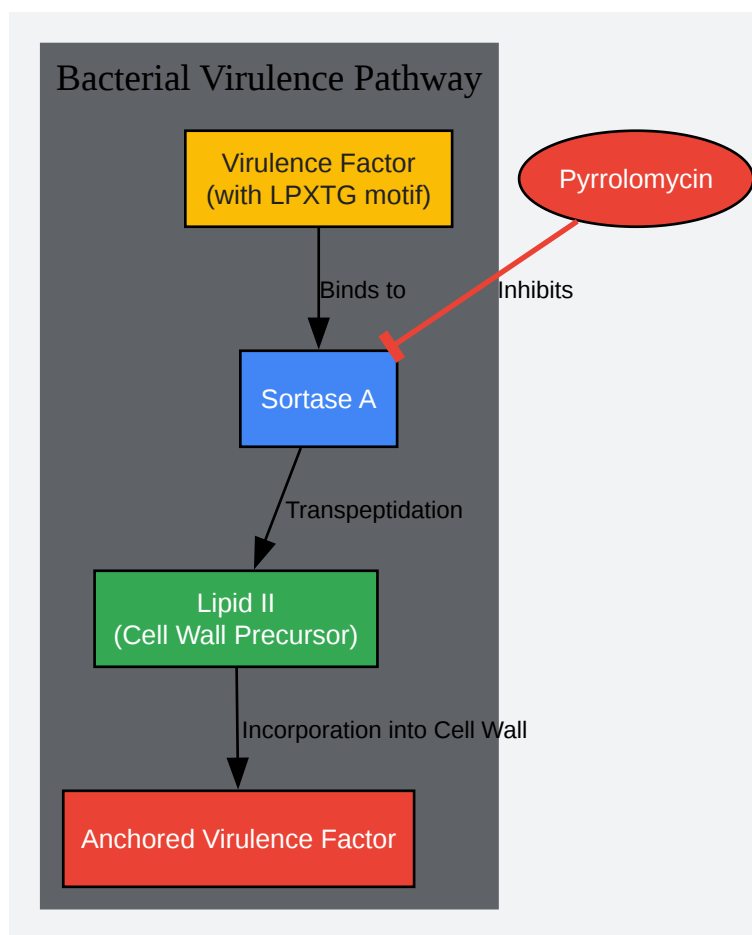 Bacterial Virulence Pathway
Virulence Factor
(with LPXTG motif)
Pyrrolomycin
Binds to
Inhibits
Sortase A
Transpeptidation
Lipid II
(Cell Wall Precursor)
Incorporation into Cell Wall
Anchored Virulence Factor